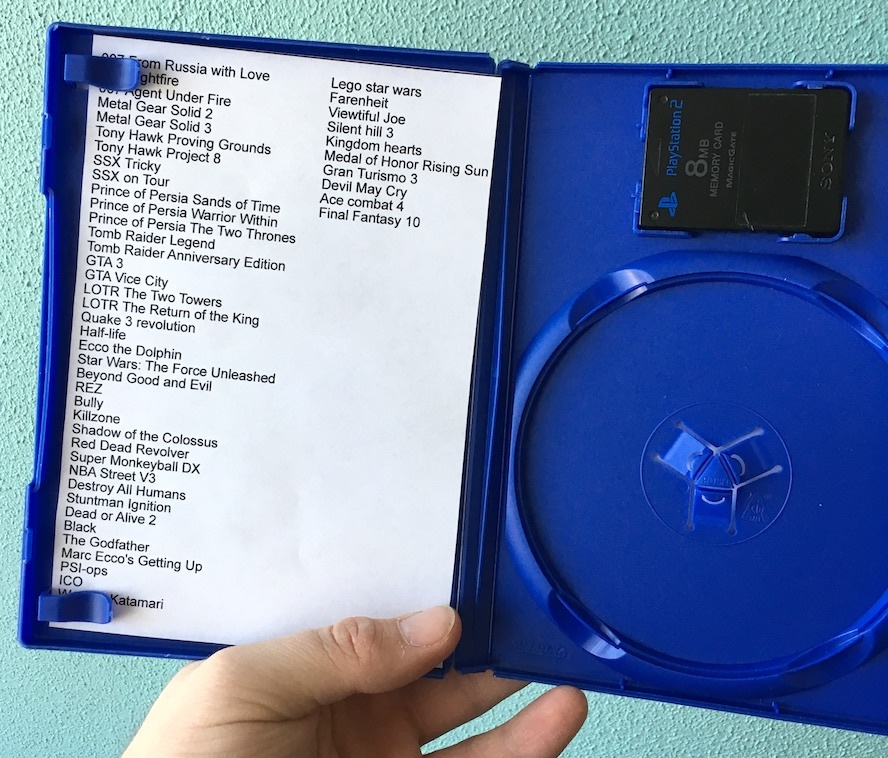 007 From Russia with Love
Nightfire
007 Agent Under Fire
Metal Gear Solid 2
Metal Gear Solid 3
Tony Hawk Proving Grounds
Tony Hawk Project 8
SSX Tricky
SSX on Tour
Prince of Persia Sands of Time
Prince of Persia Warrior Within
Prince of Persia The Two Thrones
Tomb Raider Legend
Tomb Raider Anniversary Edition
GTA 3
GTA Vice City
LOTR The Two Towers
LOTR The Return of the King
Quake 3 revolution
Half-life
Ecco the Dolphin
Star Wars: The Force Unleashed
Beyond Good and Evil
REZ
Bully
Killzone
Shadow of the Colossus
Red Dead Revolver
Super Monkeyball DX
NBA Street V3
Destroy All Humans
Stuntman Ignition
Dead or Alive 2
Black
The Godfather
Marc Ecco's Getting Up
PSI-ops
ICO
Katamari
Lego star wars
Farenheit
Viewtiful Joe
Silent hill 3
Kingdom hearts
Medal of Honor Rising Sun
Gran Turismo 3
Devil May Cry
Ace combat 4
Final Fantasy 10
PlayStation 2
8MB
MEMORY CARD
MAGICGATE
SONY